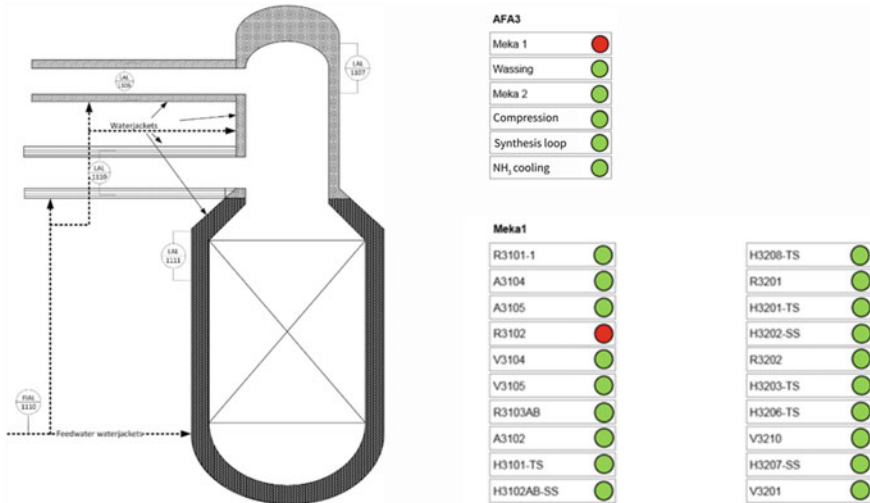 LAL
1107
LAL
Waterjackets
LAL
1110
LAL
1111
FIAL
1110
Feedwater waterjackets
AFA3
Meka 1
Wassing
Meka 2
Compression
Synthesis loop
NH₃ cooling
Meka1
R3101-1
A3104
A3105
R3102
V3104
V3105
R3103AB
A3102
H3101-TS
H3102AB-SS
H3208-TS
R3201
H3201-TS
H3202-SS
R3202
H3203-TS
H3206-TS
V3210
H3207-SS
V3201